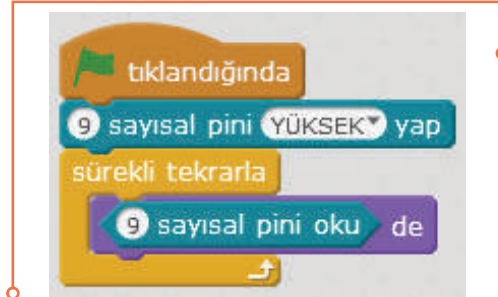 tıklandığında
9 sayısal pini YÜKSEK yap
sürekli tekrarla
9 sayısal pini oku de